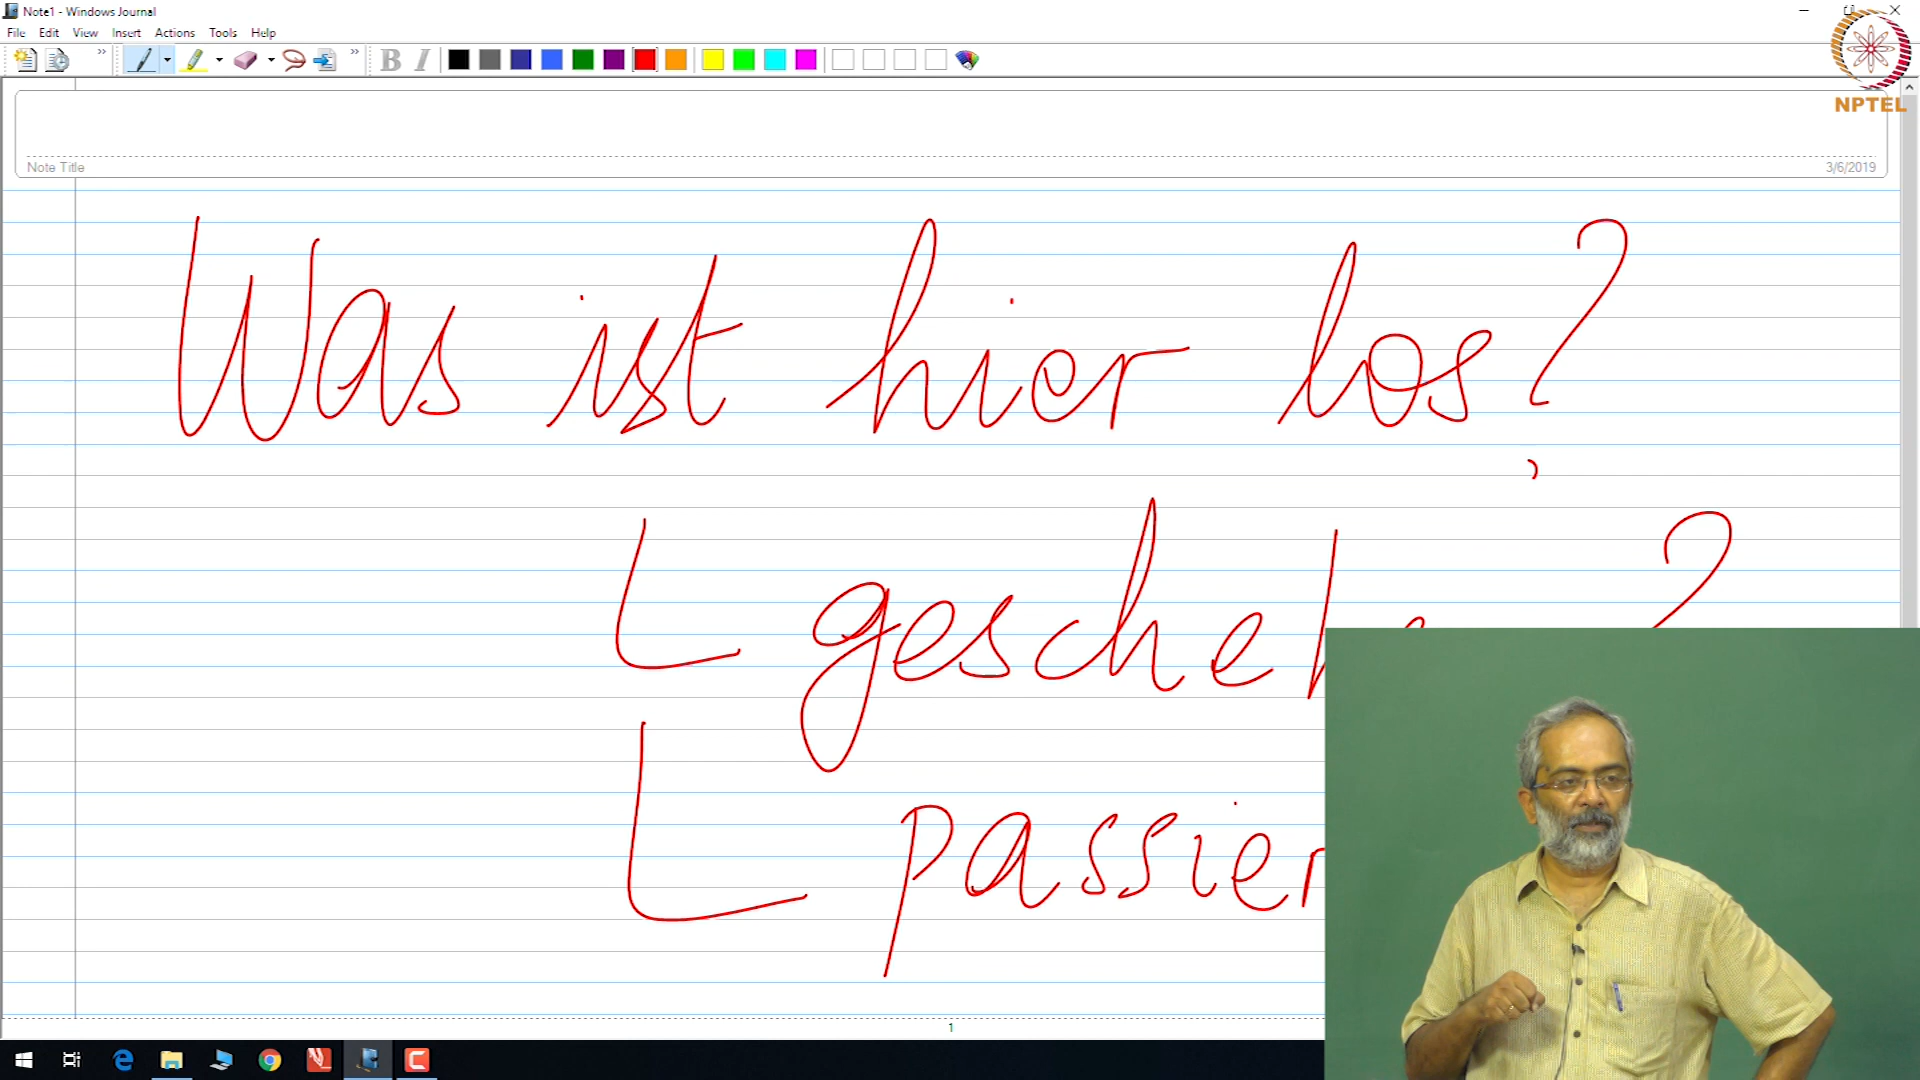 Note1 - Windows Journal
File Edit View Insert Actions Tools Help
B I
NPTEL
Note Title
3/6/2019
Was ist hier los?
gescheh ?
passier
1